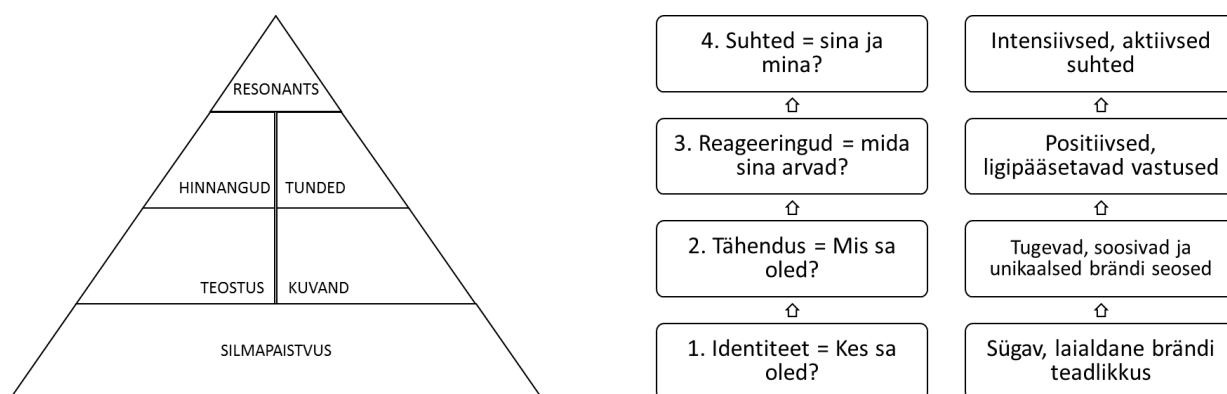 RESONANTS
HINNANGUD TUNDED
TEOSTUS KUVAND
SILMAPAISTVUS
4. Suhted = sina ja
mina?
3. Reageeringud = mida
sina arvad?
2. Tähendus = Mis sa
oled?
1. Identiteet = Kes sa
oled?
Intensiivsed, aktiivsed
suhted
Positiivsed,
ligipääsetavad vastused
Tugevad, soosivad ja
unikaalsed brändi seosed
Sügav, laialdane brändi
teadlikkus